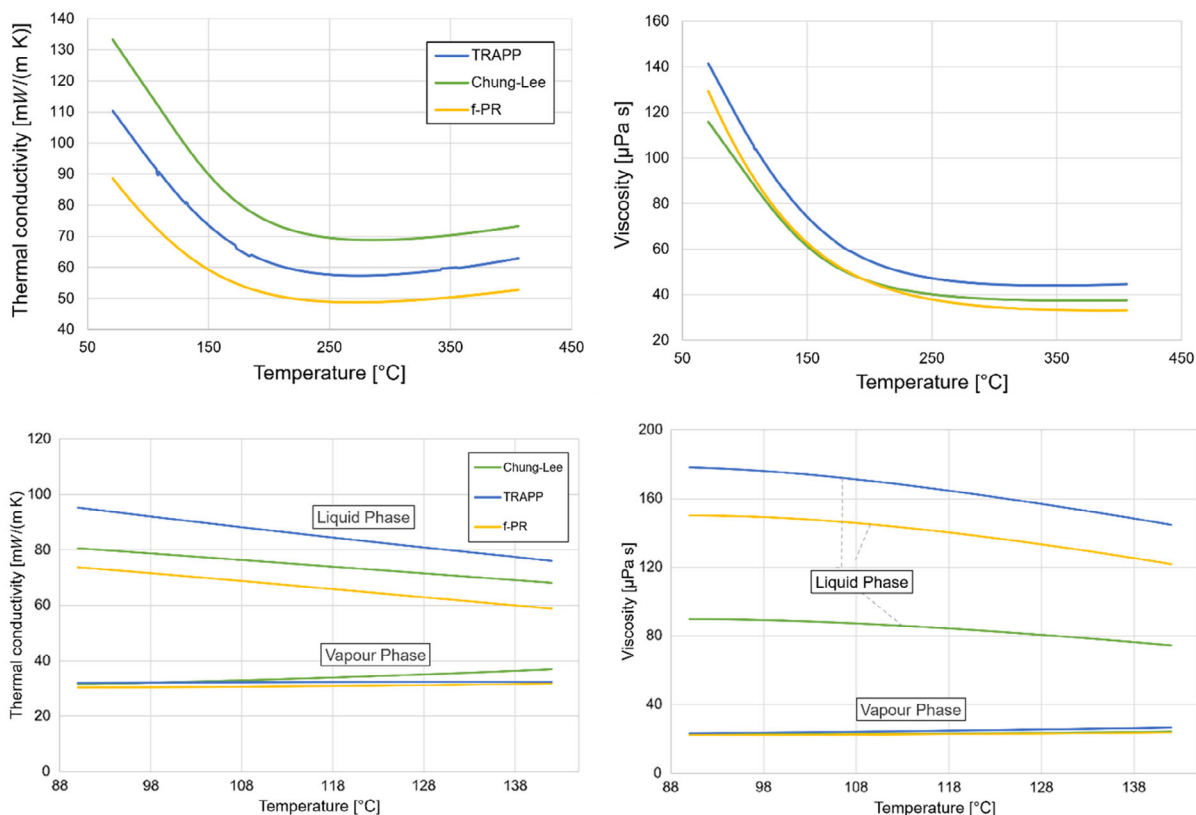 Thermal conductivity [mW/(m K)]
140
130
120
110
100
90
80
70
60
50
40
TRAPP
Chung-Lee
f-PR
50 150 250 350 450
Temperature [°C]
Viscosity [µPa s]
160
140
120
100
80
60
40
20
50 150 250 350 450
Temperature [°C]
Thermal conductivity [mW/(m K)]
120
100
80
60
40
20
0
Chung-Lee
TRAPP
f-PR
Liquid Phase
Vapour Phase
88 98 108 118 128 138
Temperature [°C]
Viscosity [µPa s]
200
160
120
80
40
0
Liquid Phase
Vapour Phase
88 98 108 118 128 138
Temperature [°C]